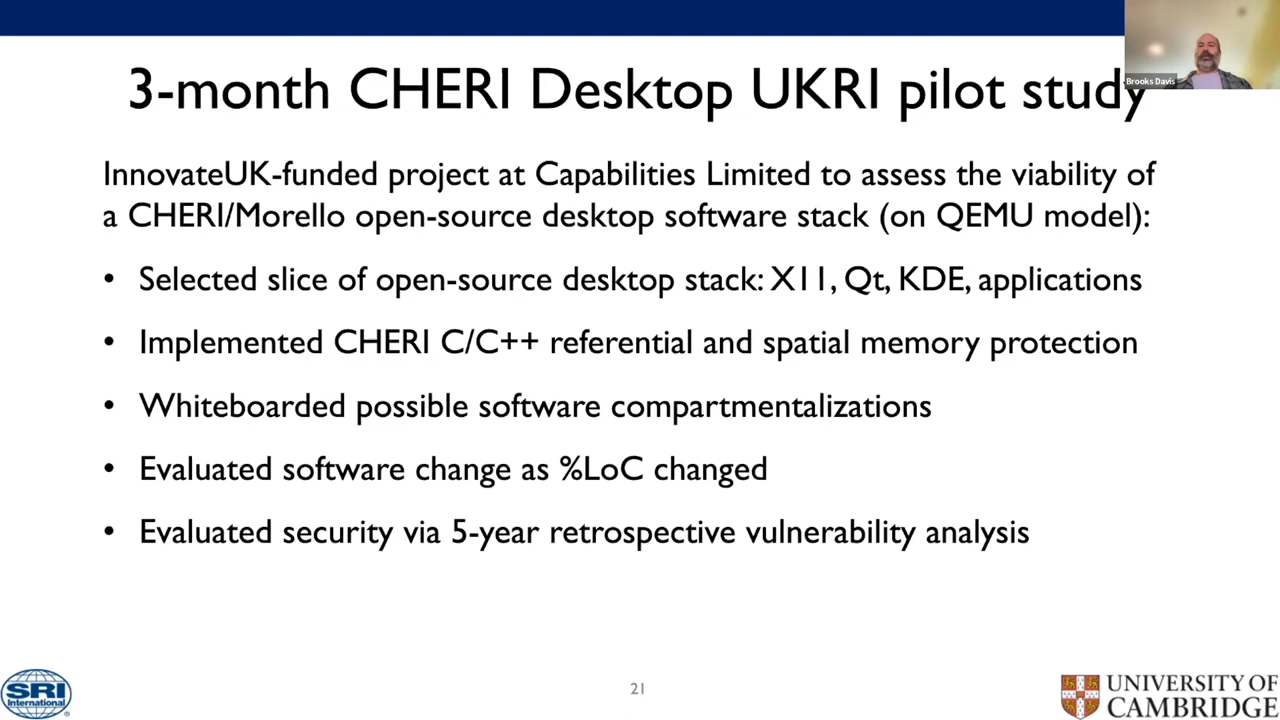 Brooks Davis
3-month CHERI Desktop UKRI pilot study
InnovateUK-funded project at Capabilities Limited to assess the viability of
a CHERI/Morello open-source desktop software stack (on QEMU model):
• Selected slice of open-source desktop stack: X11, Qt, KDE, applications
• Implemented CHERI C/C++ referential and spatial memory protection
• Whiteboarded possible software compartmentalizations
• Evaluated software change as %LoC changed
• Evaluated security via 5-year retrospective vulnerability analysis
SRI
International
®
21
UNIVERSITY OF
CAMBRIDGE